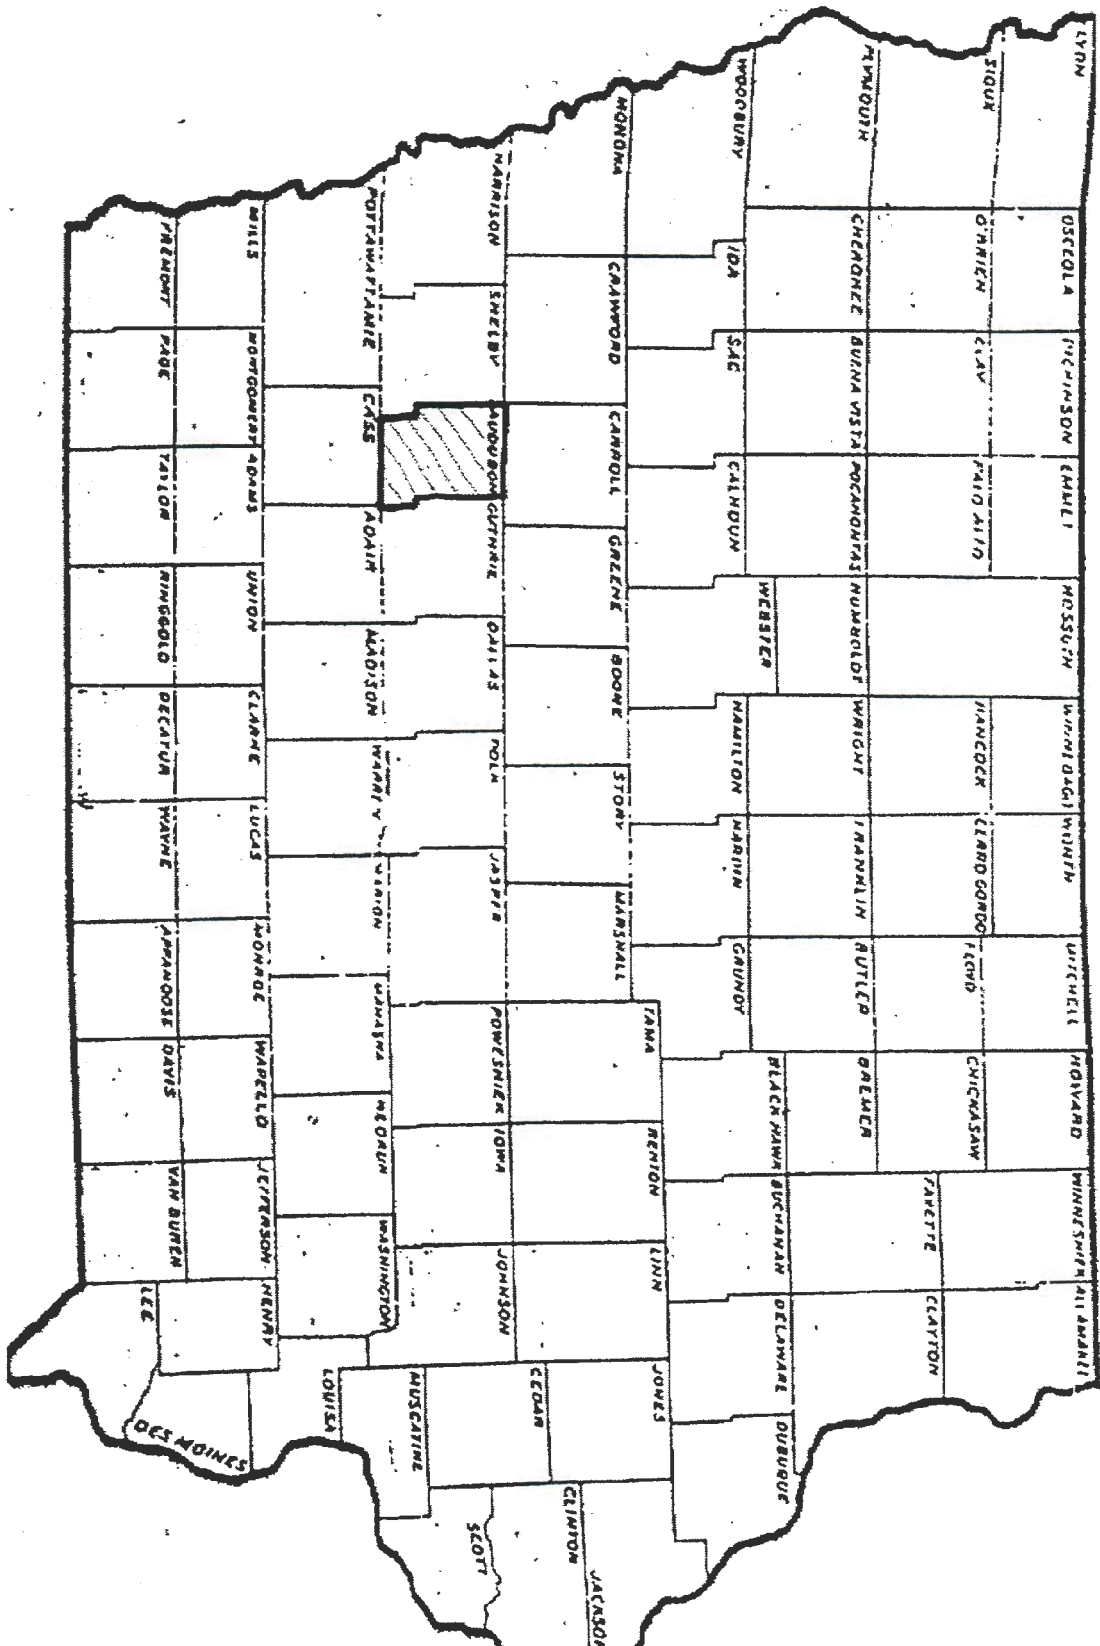 LYON
OSCEOLA
DICKINSON
EMMET
KOSSUTH
WINNEBAGO
WORTH
MITCHELL
HOWARD
WINNESHIEK
ALLAMAKEE
SIOUX
O'BRIEN
CLAY
PALO ALTO
HANCOCK
CERRO GORDO
FLOYD
CHICKASAW
FAYETTE
CLAYTON
PLYMOUTH
CHEROKEE
BUENA VISTA
POCAHONTAS
HUMBOLDT
WRIGHT
FRANKLIN
BUTLER
BREMER
WOODBURY
IDA
SAC
CALHOUN
WEBSTER
HAMILTON
HARDIN
GRUNDY
BLACK HAWK
BUCHANAN
DELAWARE
DUBUQUE
MONONA
CRAWFORD
CARROLL
GREENE
BOONE
STORY
MARSHALL
TAMA
BENTON
LINN
JONES
JACKSON
HARRISON
SHELBY
AUDUBON
GUTHRIE
DALLAS
POLK
JASPER
POWESHIEK
IOWA
JOHNSON
CEDAR
CLINTON
SCOTT
POTTAWATTAMIE
CASS
ADAIR
MADISON
WARREN
MARION
MAHASKA
KEOKUK
WASHINGTON
MUSCATINE
LOUISA
MILLS
MONTGOMERY
ADAMS
UNION
CLARKE
LUCAS
MONROE
WAPELLO
JEFFERSON
HENRY
DES MOINES
FREMONT
PAGE
TAYLOR
RINGGOLD
DECATUR
WAYNE
APPANOOSE
DAVIS
VAN BUREN
LEE